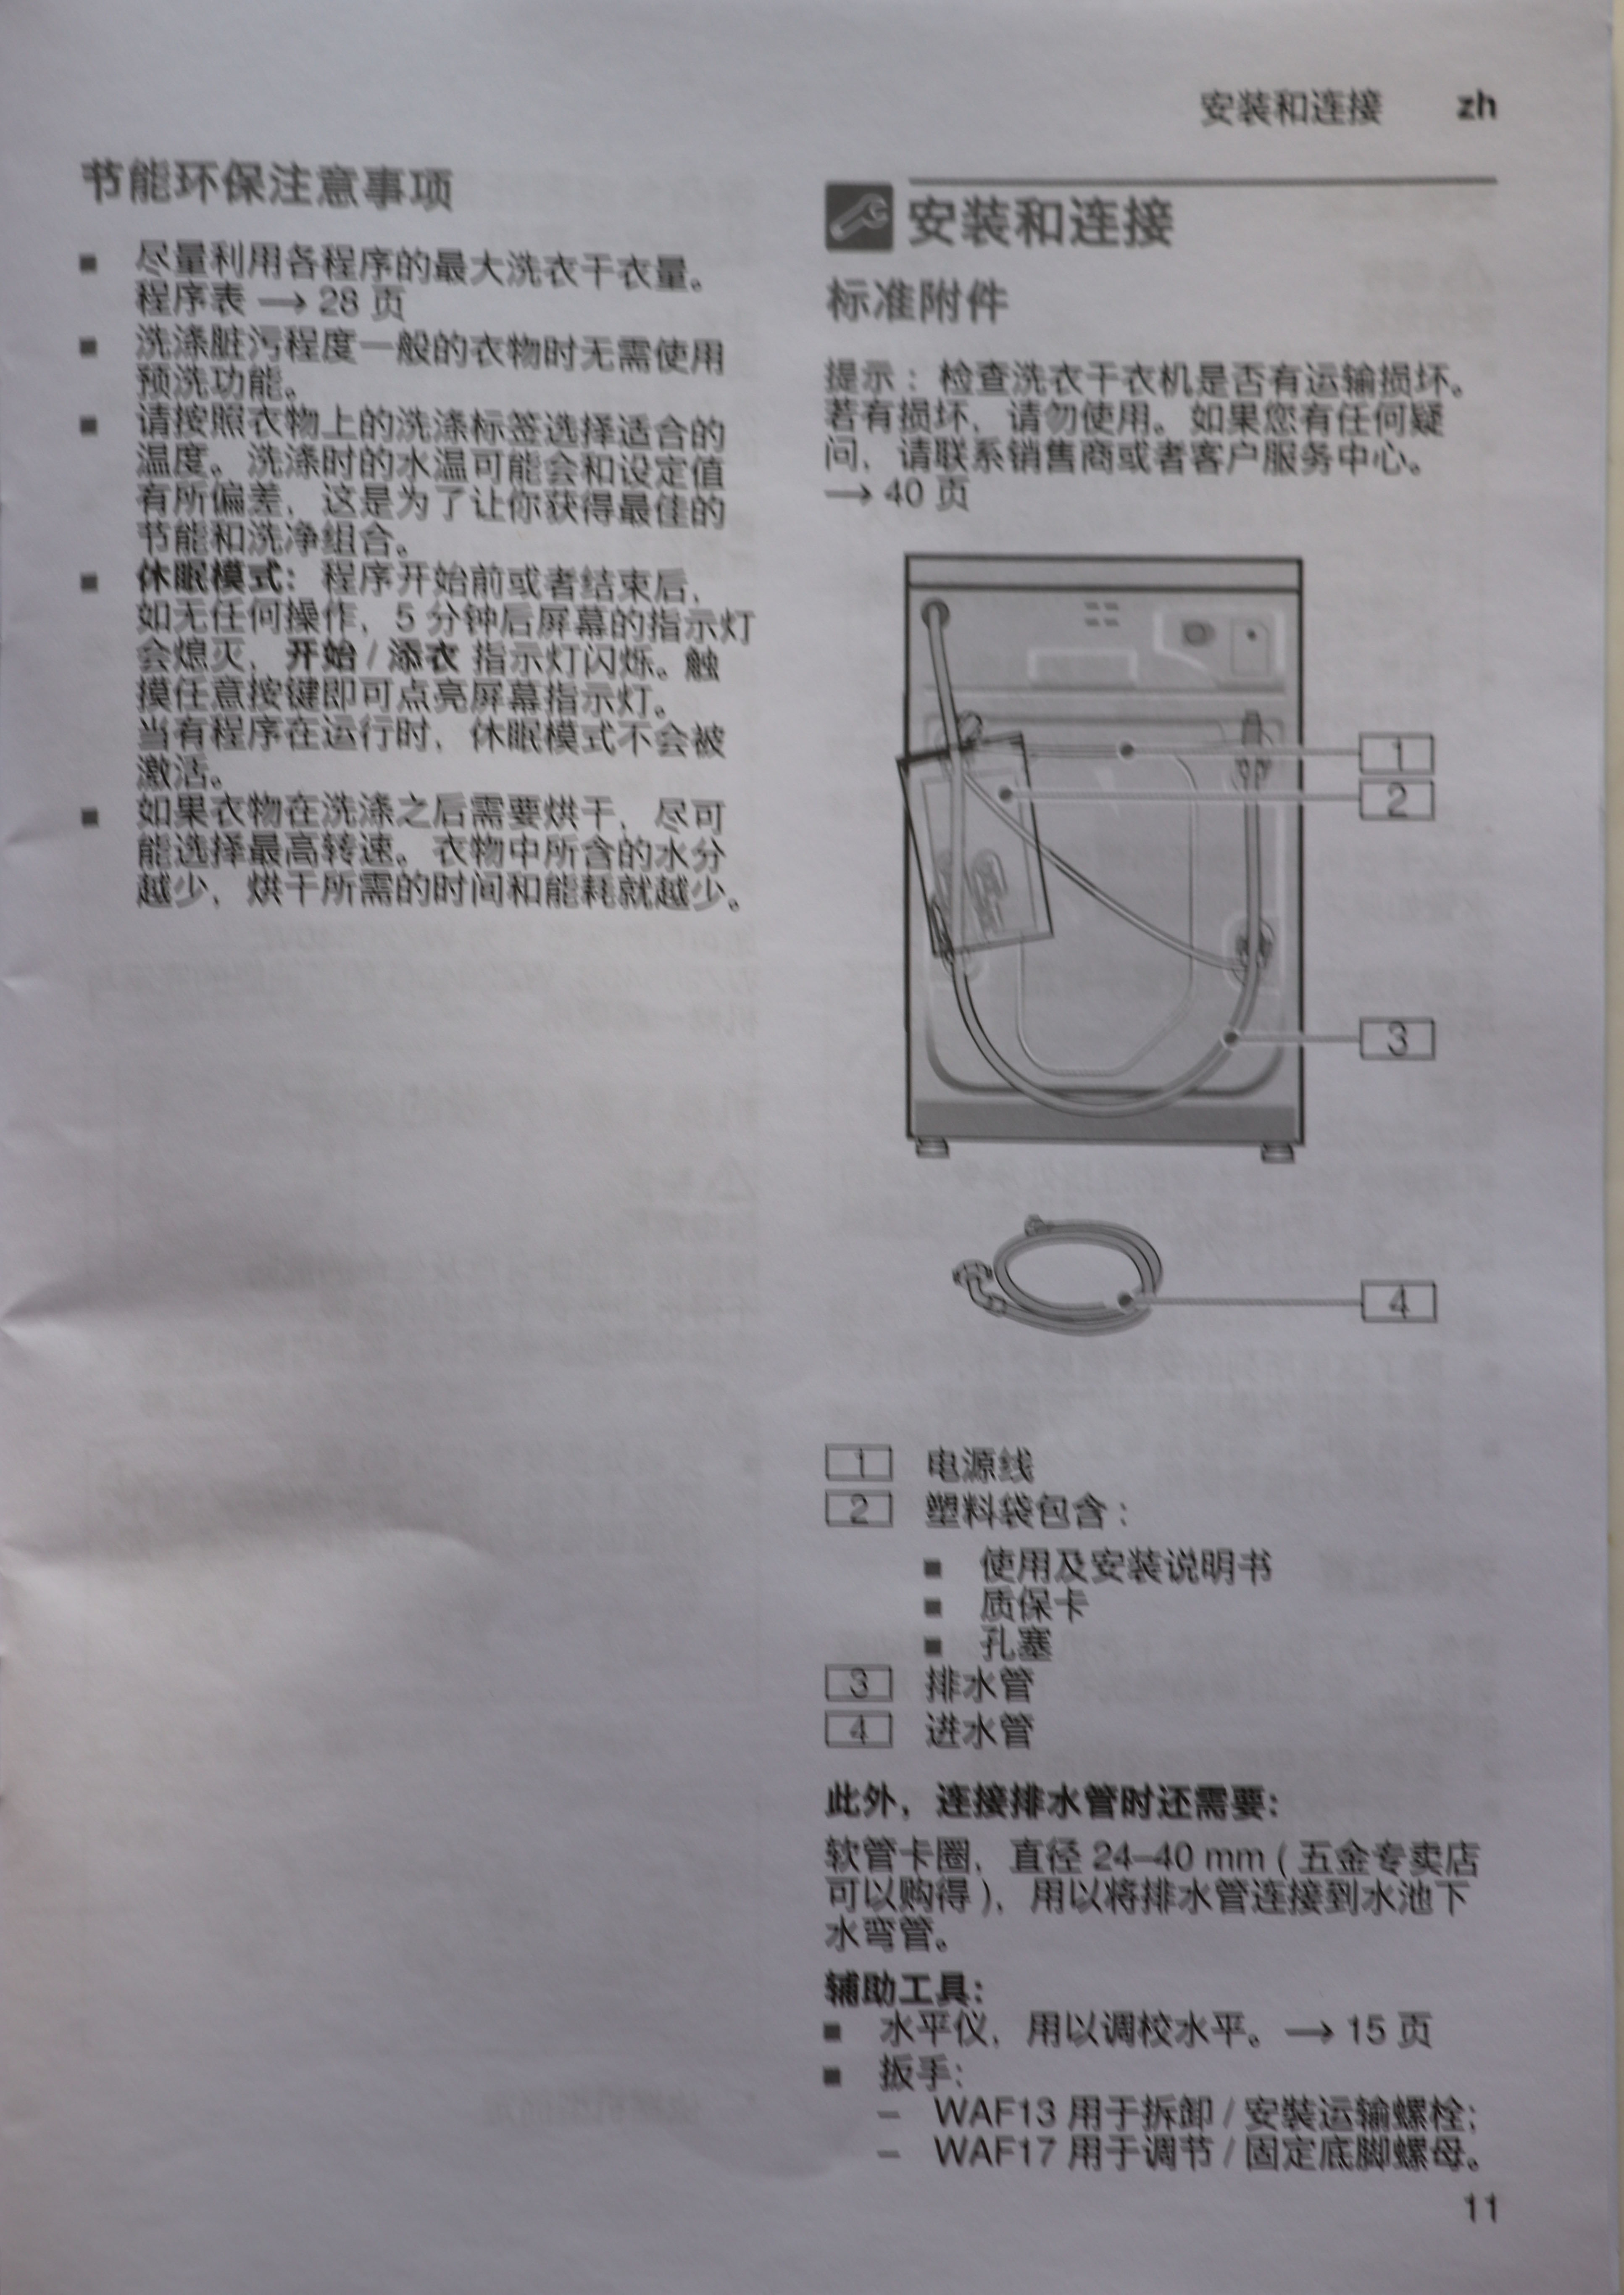 安装和连接 zh
节能环保注意事项
■ 尽量利用各程序的最大洗衣干衣量。
程序表 → 28 页
■ 洗涤脏污程度一般的衣物时无需使用
预洗功能。
■ 请按照衣物上的洗涤标签选择适合的
温度。洗涤时的水温可能会和设定值
有所偏差，这是为了让你获得最佳的
节能和洗净组合。
■ 休眠模式：程序开始前或者结束后，
如无任何操作，5 分钟后屏幕的指示灯
会熄灭，开始 / 添衣 指示灯闪烁。触
摸任意按键即可点亮屏幕指示灯。
当有程序在运行时，休眠模式不会被
激活。
■ 如果衣物在洗涤之后需要烘干，尽可
能选择最高转速。衣物中所含的水分
越少，烘干所需的时间和能耗就越少。
安装和连接
标准附件
提示：检查洗衣干衣机是否有运输损坏。
若有损坏，请勿使用。如果您有任何疑
问，请联系销售商或者客户服务中心。
→ 40 页
1
2
3
4
1 电源线
2 塑料袋包含：
■ 使用及安装说明书
■ 质保卡
■ 孔塞
3 排水管
4 进水管
此外，连接排水管时还需要：
软管卡圈，直径 24–40 mm ( 五金专卖店
可以购得 )，用以将排水管连接到水池下
水弯管。
辅助工具：
■ 水平仪，用以调校水平。→ 15 页
■ 扳手：
– WAF13 用于拆卸 / 安装运输螺栓；
– WAF17 用于调节 / 固定底脚螺母。
11